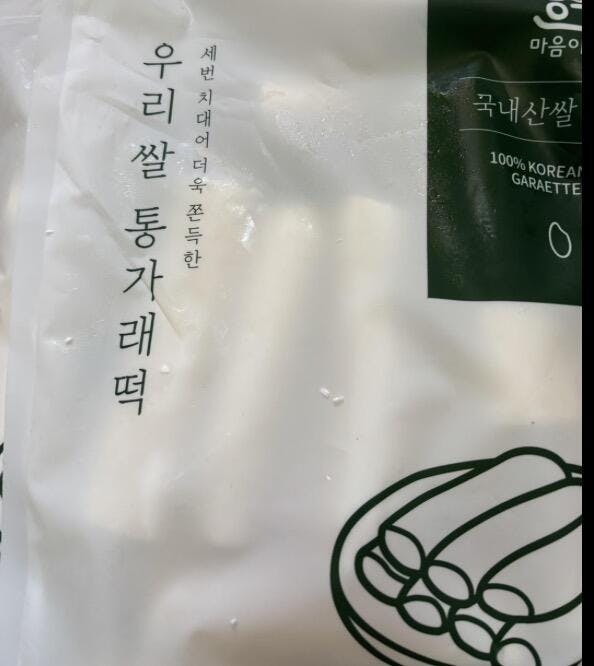 우리쌀 통가래떡
세번 치대어 더욱 쫀득한
마음이
국내산쌀
100% KOREAN
GARAETTE